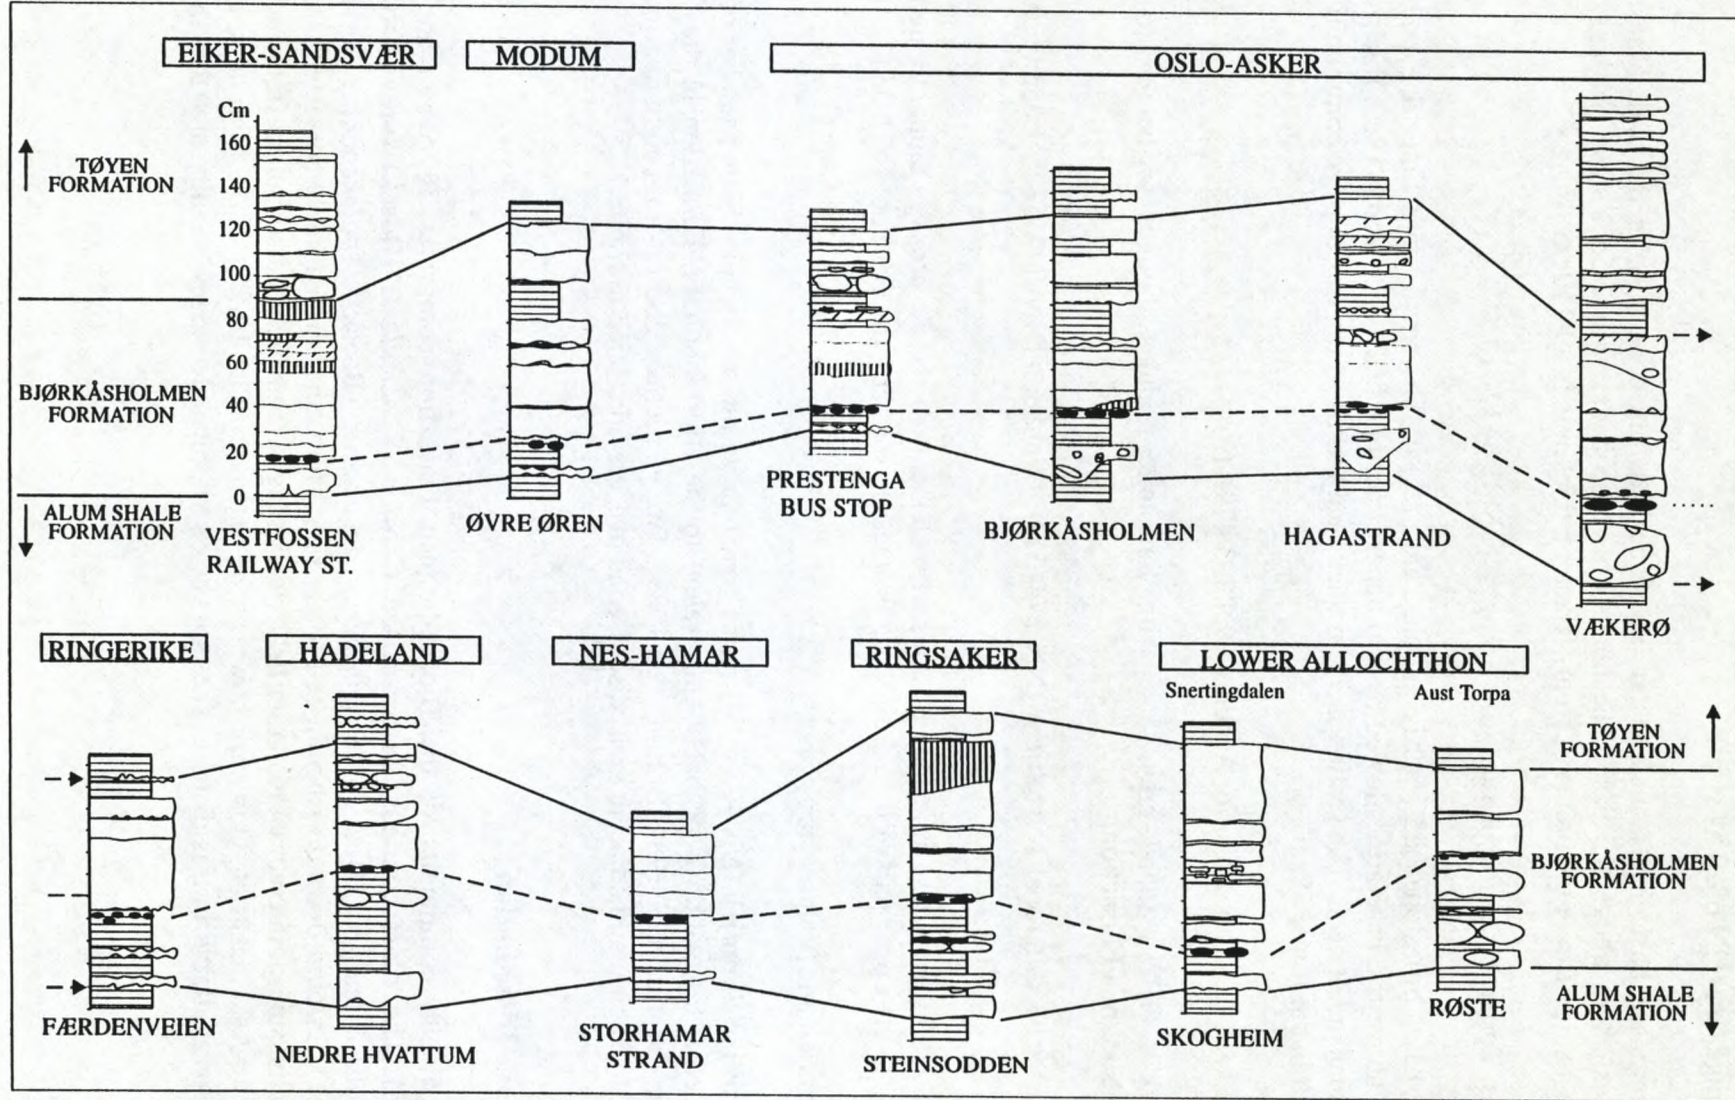 EIKER-SANDSVÆR
MODUM
OSLO-ASKER
Cm
160
140
120
100
80
60
40
20
0
TØYEN
FORMATION
BJØRKÅSHOLMEN
FORMATION
ALUM SHALE
FORMATION
VESTFOSSEN
RAILWAY ST.
ØVRE ØREN
PRESTENGA
BUS STOP
BJØRKÅSHOLMEN
HAGASTRAND
VÆKERØ
RINGERIKE
HADELAND
NES-HAMAR
RINGSAKER
LOWER ALLOCHTHON
Snertingdalen
Aust Torpa
TØYEN
FORMATION
BJØRKÅSHOLMEN
FORMATION
ALUM SHALE
FORMATION
FÆRDENVEIEN
NEDRE HVATTUM
STORHAMAR
STRAND
STEINSODDEN
SKOGHEIM
RØSTE